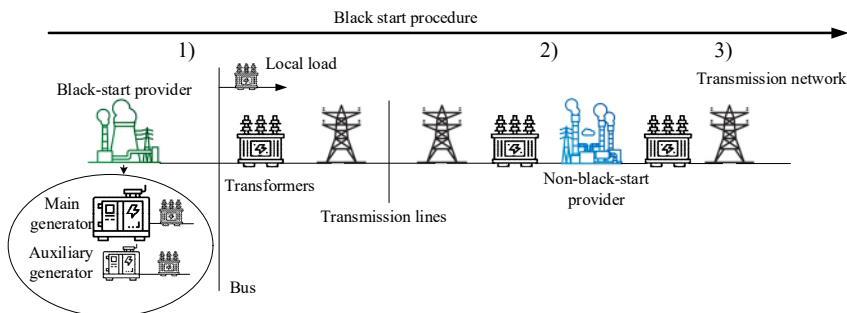 Black start procedure
1)
2)
3)
Local load
Transmission network
Black-start provider
Transformers
Non-black-start
provider
Main
generator
Transmission lines
Auxiliary
generator
Bus